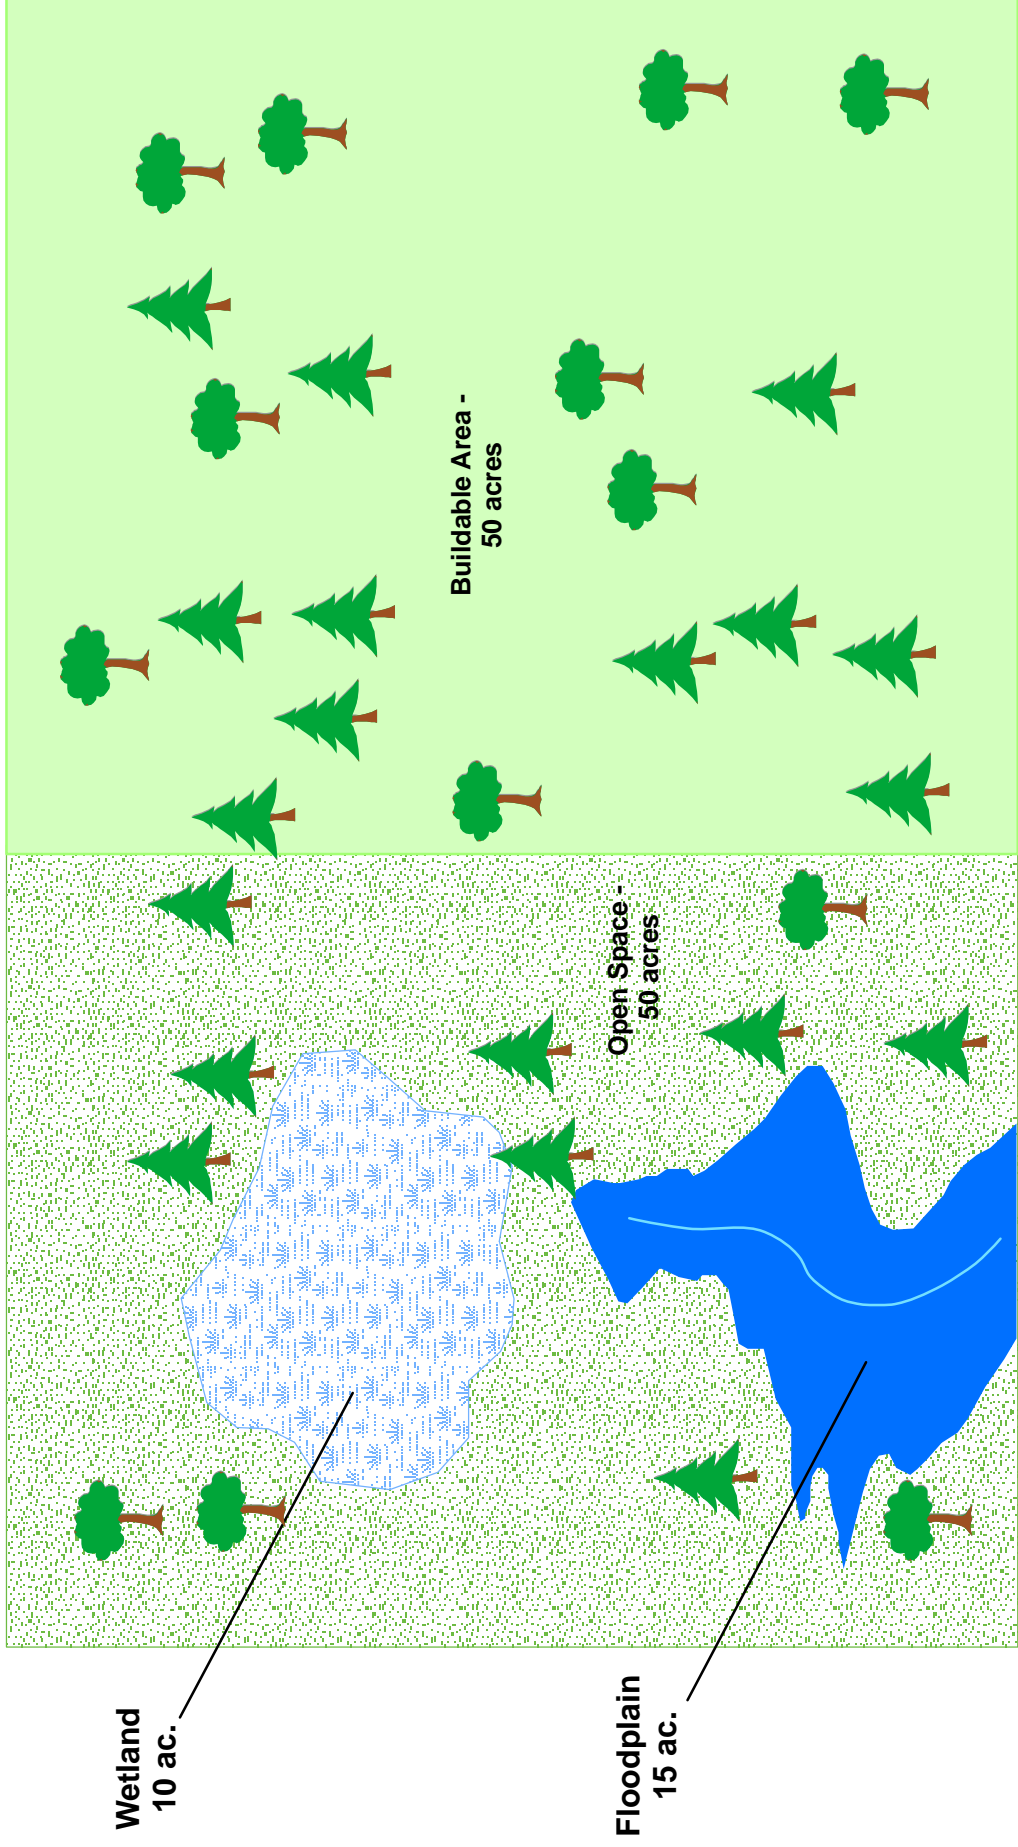 Buildable Area -
50 acres
Open Space -
50 acres
Wetland
10 ac.
Floodplain
15 ac.